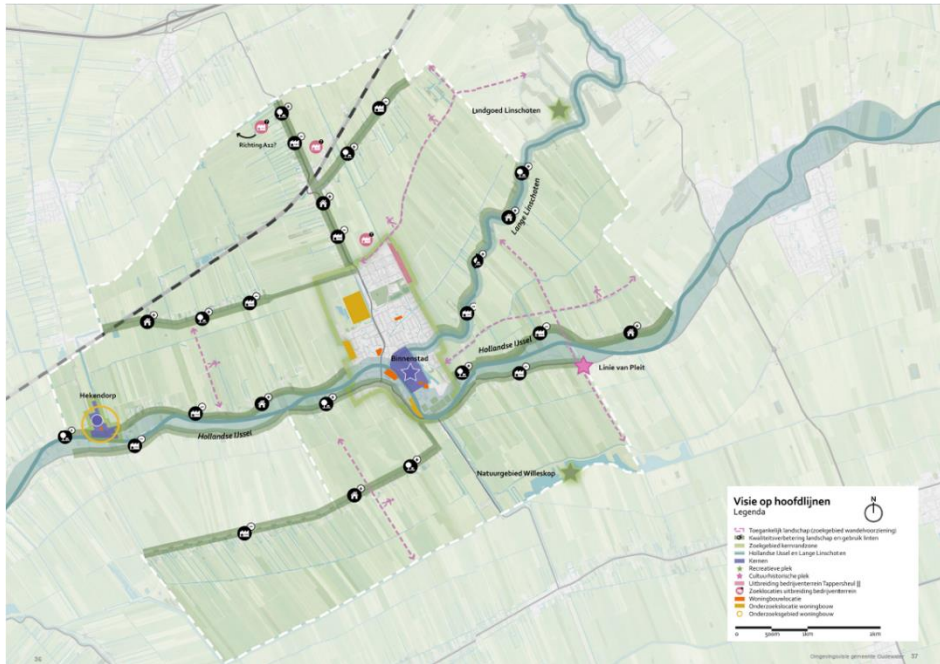 Landgoed Linschoten
Richting A12?
Lange Linschoten
Hollandse IJssel
Binnenstad
Linie van Pleit
Hekendorp
Hollandse IJssel
Natuurgebied Willeskop
Visie op hoofdlijnen
Legenda
N
Toegankelijk landschap (zoekgebied wandelvoorziening)
Kwaliteitsverbetering landschap en gebruik linten
Zoekgebied kernrandzone
Hollandse IJssel en Lange Linschoten
Kernen
Recreatieve plek
Cultuurhistorische plek
Uitbreiding bedrijventerrein Tappersheul
Zoeklocaties uitbreiding bedrijventerrein
Woningbouwlocatie
Onderzoekslocatie woningbouw
Onderzoeksgebied woningbouw
0 500m 1km 2km
36
Omgevingsvisie gemeente Oudewater 37